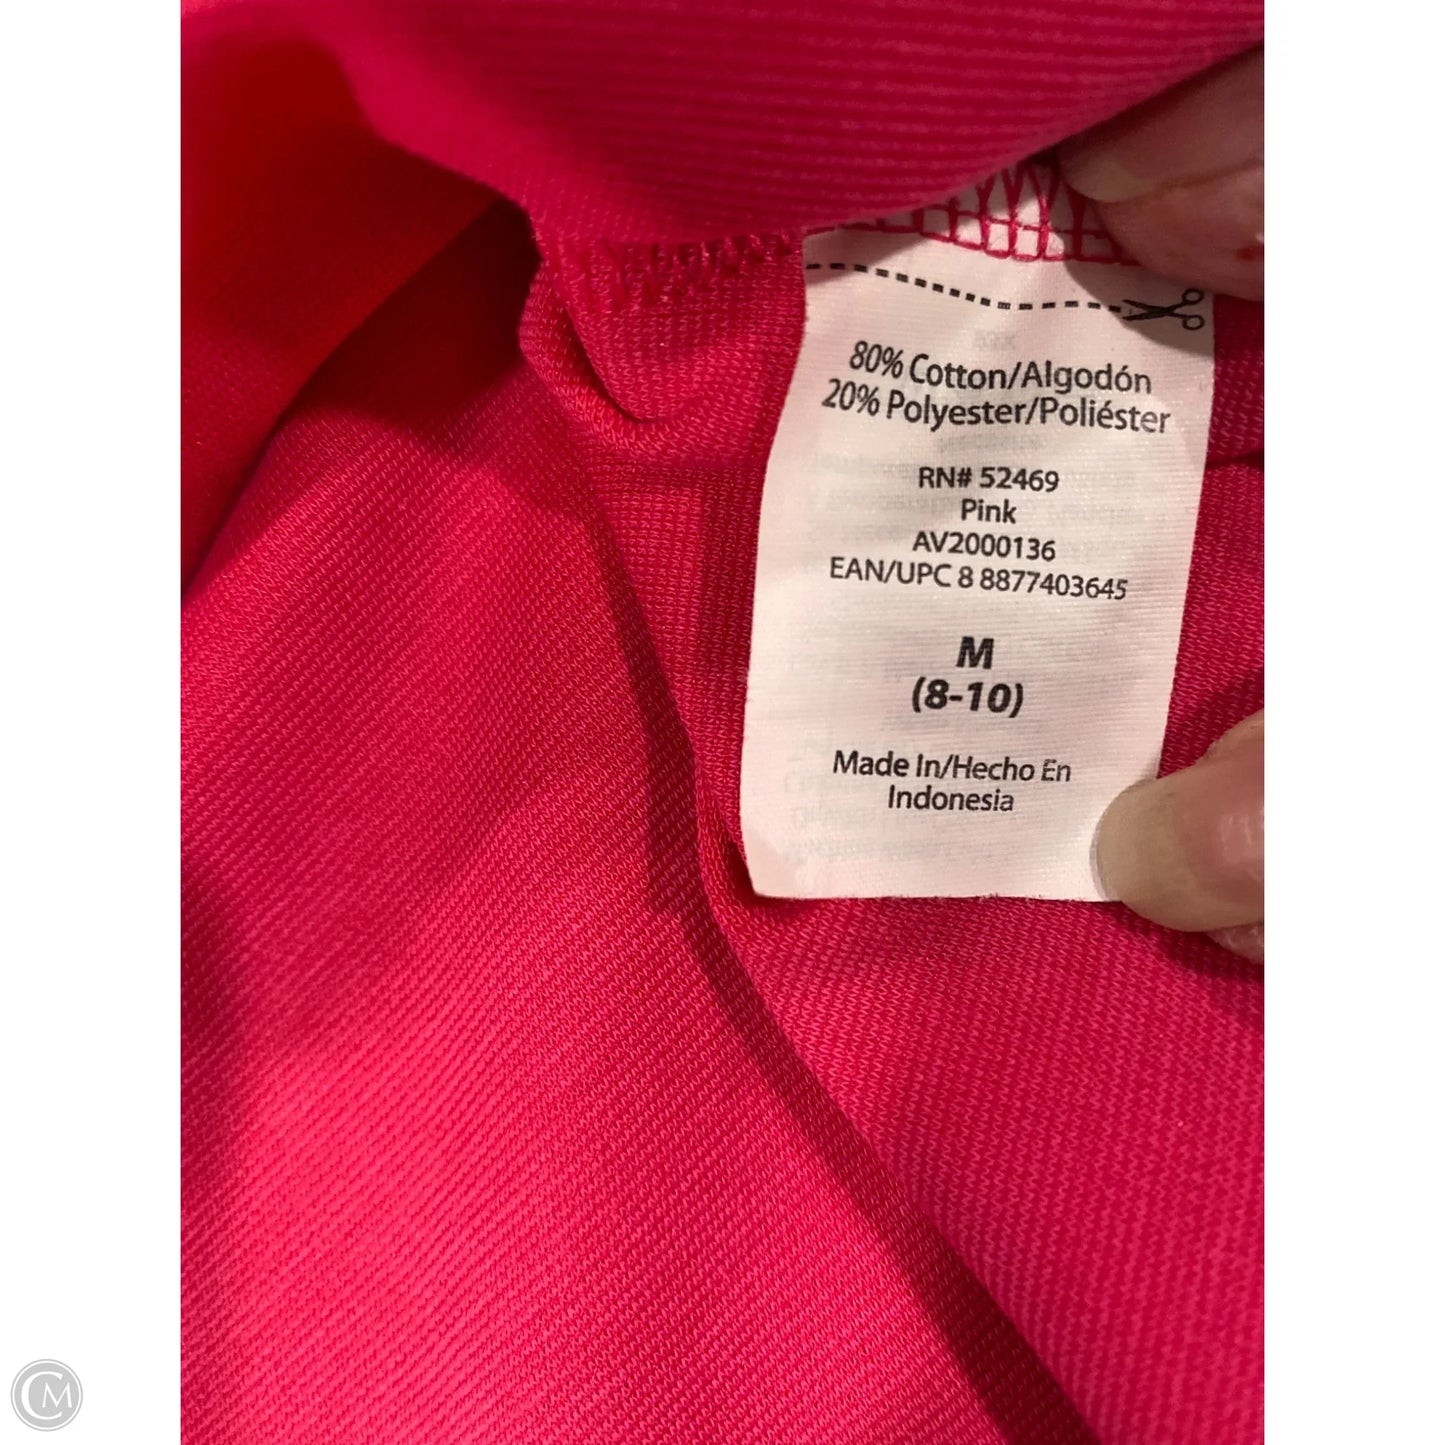 80% Cotton/Algodón
20% Polyester/Poliéster
RN# 52469
Pink
AV2000136
EAN/UPC 8 8877403645
M
(8-10)
Made In/Hecho En
Indonesia
CM